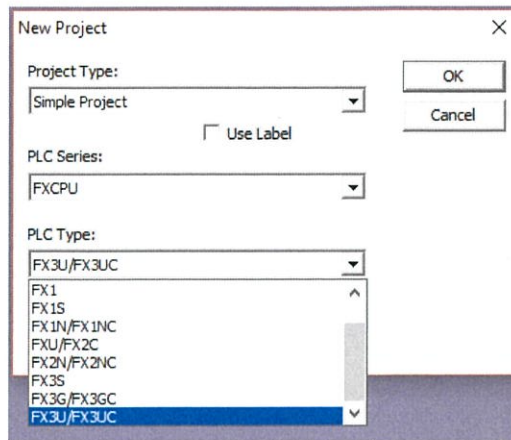 New Project
Project Type:
OK
Simple Project
Cancel
Use Label
PLC Series:
FXCPU
PLC Type:
FX3U/FX3UC
FX1
FX1S
FX1N/FX1NC
FXU/FX2C
FX2N/FX2NC
FX3S
FX3G/FX3GC
FX3U/FX3UC